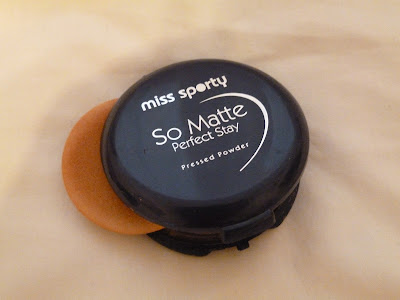 miss sporty
So Matte
Perfect Stay
Pressed Powder